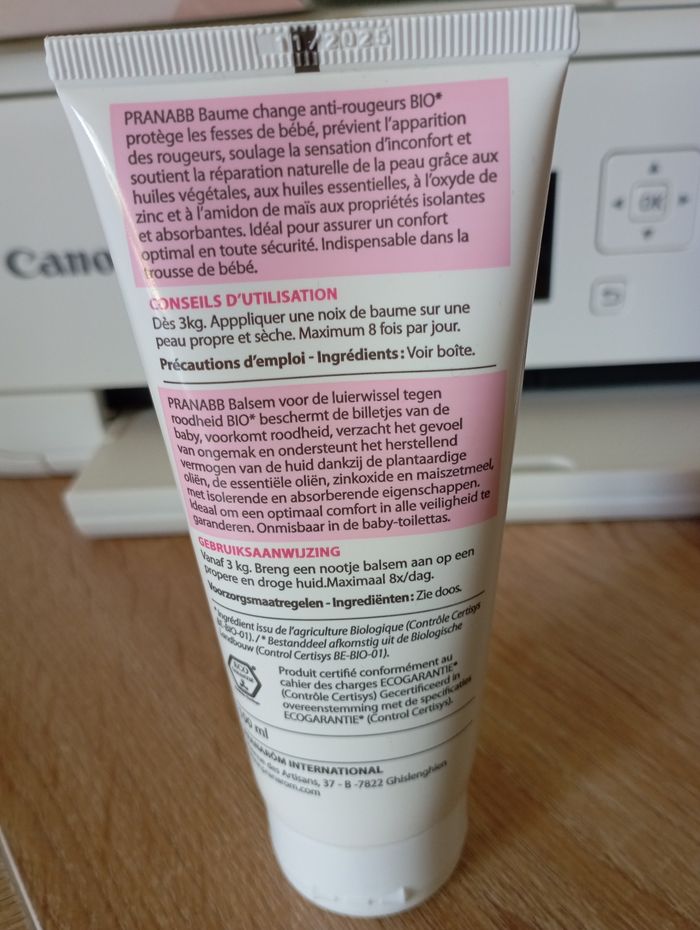 11/2025
PRANABB Baume change anti-rougeurs BIO*
protège les fesses de bébé, prévient l'apparition
des rougeurs, soulage la sensation d'inconfort et
soutient la réparation naturelle de la peau grâce aux
huiles végétales, aux huiles essentielles, à l'oxyde de
zinc et à l'amidon de maïs aux propriétés isolantes
et absorbantes. Idéal pour assurer un confort
optimal en toute sécurité. Indispensable dans la
trousse de bébé.
CONSEILS D'UTILISATION
Dès 3kg. Apppliquer une noix de baume sur une
peau propre et sèche. Maximum 8 fois par jour.
Précautions d'emploi - Ingrédients : Voir boîte.
PRANABB Balsem voor de luierwissel tegen
roodheid BIO* beschermt de billetjes van de
baby, voorkomt roodheid, verzacht het gevoel
van ongemak en ondersteunt het herstellend
vermogen van de huid dankzij de plantaardige
oliën, de essentiële oliën, zinkoxide en maiszetmeel,
met isolerende en absorberende eigenschappen.
Ideaal om een optimaal comfort in alle veiligheid te
garanderen. Onmisbaar in de baby-toilettas.
GEBRUIKSAANWIJZING
Vanaf 3 kg. Breng een nootje balsem aan op een
propere en droge huid.Maximaal 8x/dag.
Voorzorgsmaatregelen - Ingrediënten : Zie doos.
*Ingrédient issu de l'agriculture Biologique (Contrôle Certisys
BE-BIO-01). / * Bestanddeel afkomstig uit de Biologische
landbouw (Control Certisys BE-BIO-01).
ECO
Produit certifié conformément au
cahier des charges ECOGARANTIE*
(Contrôle Certisys) Gecertificeerd in
overeenstemming met de specificaties
ECOGARANTIE* (Control Certisys).
ml
INTERNATIONAL
des Artisans, 37 - B -7822 Ghislenghien
Canon
OK